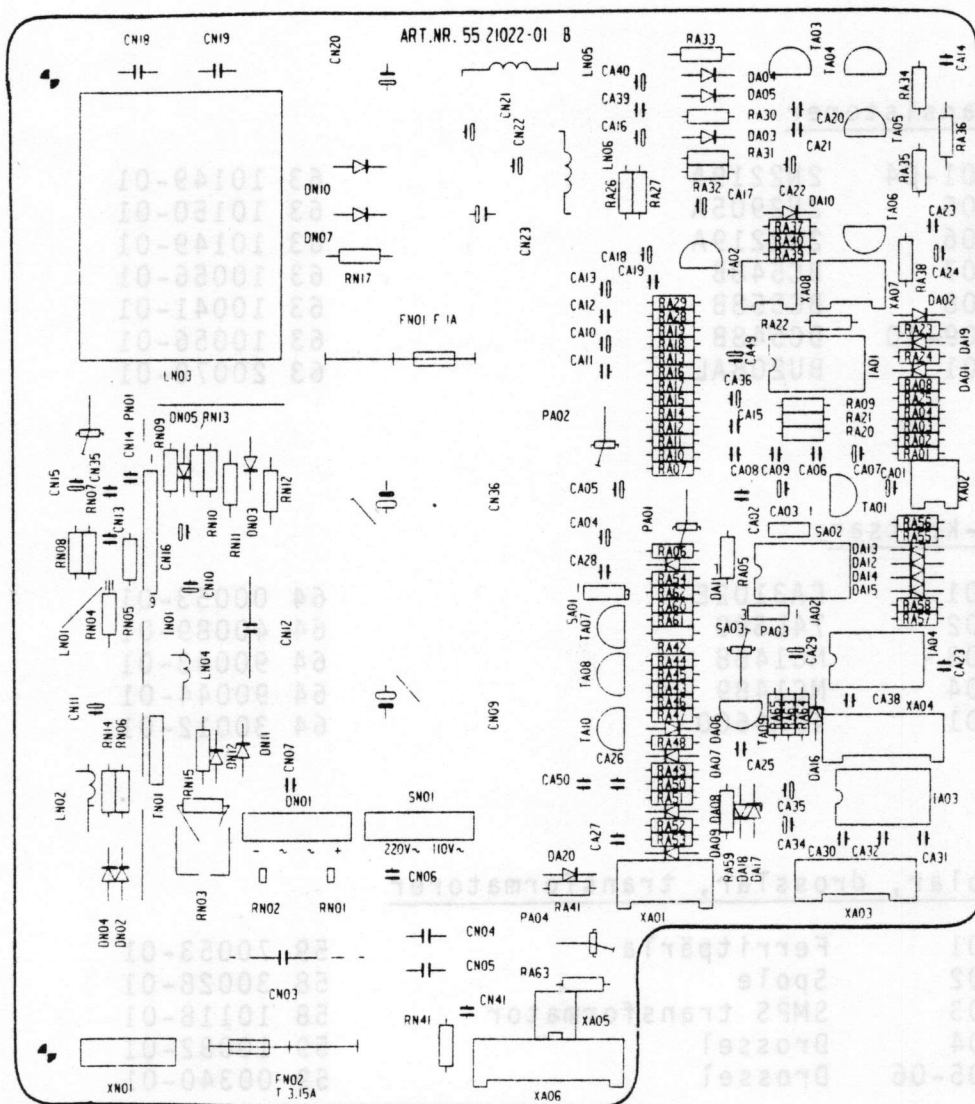 ART.NR. 55 21022-01 B
CN18
CN19
CN20
LN05
RA33
TA03
TA04
CA14
CA40
DA04
RA34
CA39
DA05
CN21
RA30
CA20
TA05
RA36
CA16
DA03
CN22
RA31
CA21
RA35
LN06
DN10
RA26
RA27
RA32
CA17
CA22
DA10
TA06
CA23
RA37
RA40
RA39
DN07
CN23
RN17
CA18
CA19
TA02
CA24
RA38
CA13
XA08
XA07
DA02
CA12
RA29
RA28
RA22
FN01 F 1A
CA10
RA19
RA18
RA23
DA19
CA11
RA13
CA49
IA01
RA24
RA16
CA36
DA01
LN03
RA17
RA08
RA15
RA09
RA25
PN01
DN05
RN13
PA02
RA14
CA15
RA21
RA04
RN09
RA12
RA20
RA03
CN14
RA11
RA02
RA10
RA01
CN35
CA08
CA09
CA06
CA07
CA01
CN15
RN07
RN12
RA07
XA02
CN13
CN36
CA05
TA01
RN10
RN11
DN03
PA01
CA02
CA03
SA02
RN08
CN16
CA04
RA56
RA55
RA06
DA13
DA12
CA28
RA54
DA11
RA05
DA14
CN10
SA01
RA62
DA15
LN01
RN04
RN05
RA60
RA58
IN01
CN12
TA07
RA61
IA02
RA57
SA03
PA03
LN04
RA42
CA29
IA04
CA23
TA08
RA44
RA45
RA43
CN11
CN09
RA46
RA65
RA64
CA38
XA04
RN14
RN06
DN12
DN11
TA10
RA47
DA06
TA09
CA26
RA48
DA07
CA25
DA16
CN07
RA49
LN02
TN01
RN15
CA50
RA50
IA03
DN01
SN01
RA51
DA08
CA35
RA52
CA27
RA53
DA09
CA34
220V~ 110V~
- ~ ~ +
CA30
CA32
CA31
DN04
DN02
RN03
RN02
RN01
CN06
DA20
RA59
DA18
DA17
RA41
XA01
XA03
PA04
CN04
CN05
RA63
CN03
CN41
XA05
RN41
XN01
FN02
T 3.15A
XA06